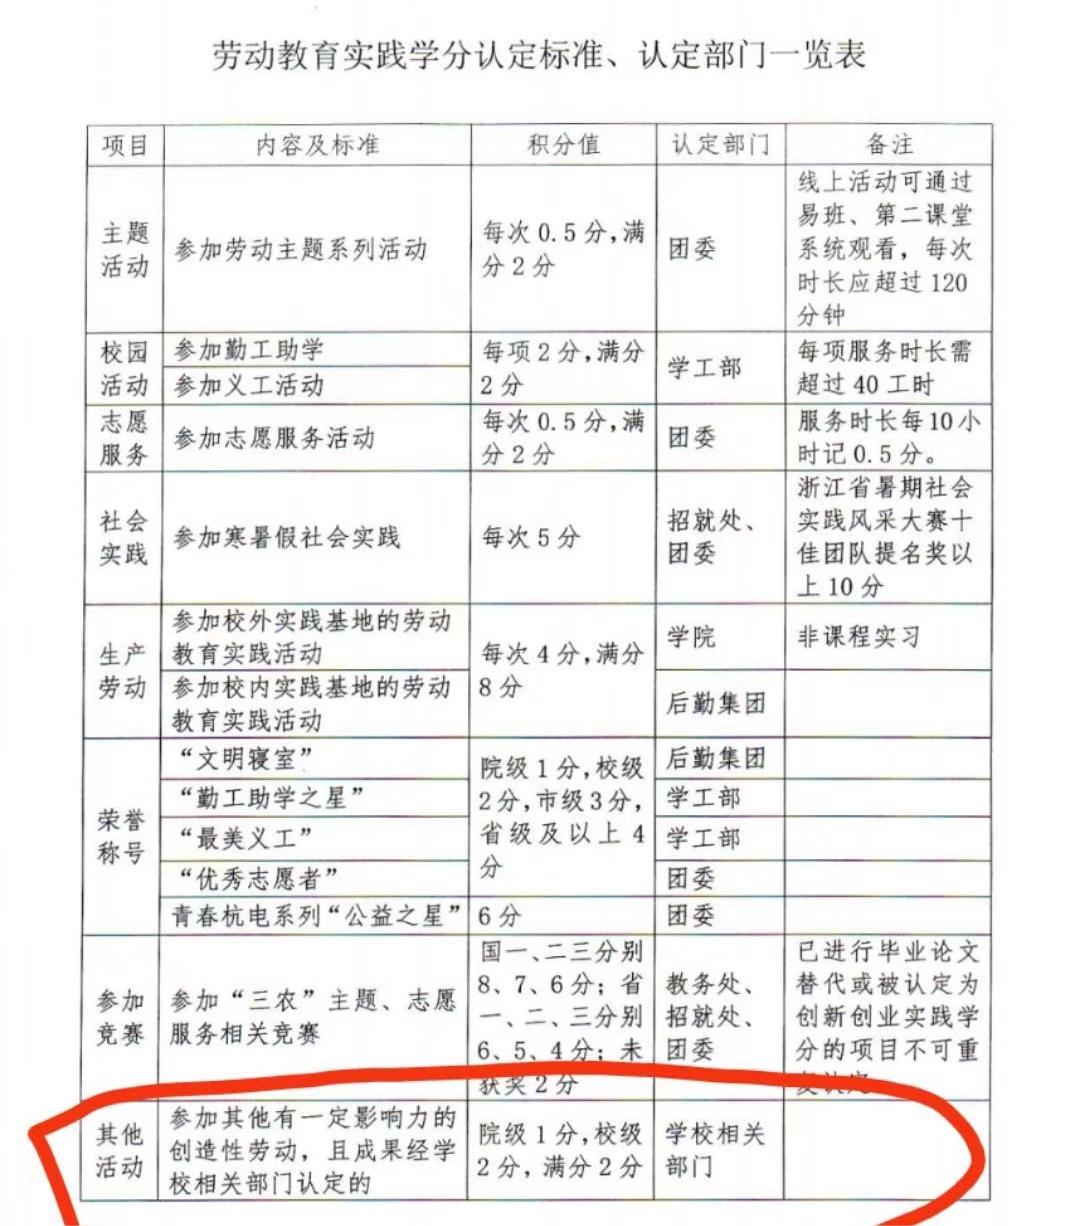 劳动教育实践学分认定标准、认定部门一览表
项目 内容及标准 积分值 认定部门 备注
主题
活动
参加劳动主题系列活动
每次 0.5 分,满
分 2 分
团委
线上活动可通过
易班、第二课堂
系统观看，每次
时长应超过 120
分钟
校园
活动
参加勤工助学
参加义工活动
每项 2 分,满分
2 分
学工部
每项服务时长需
超过 40 工时
志愿
服务
参加志愿服务活动
每次 0.5 分,满
分 2 分
团委
服务时长每 10 小
时记 0.5 分。
社会
实践
参加寒暑假社会实践
每次 5 分
招就处、
团委
浙江省暑期社会
实践风采大赛十
佳团队提名奖以
上 10 分
生产
劳动
参加校外实践基地的劳动
教育实践活动
每次 4 分,满分
8 分
学院
非课程实习
参加校内实践基地的劳动
教育实践活动
后勤集团
荣誉
称号
“文明寝室”
院级 1 分,校级
2 分,市级 3 分,
省级及以上 4
分
后勤集团
“勤工助学之星”
学工部
“最美义工”
学工部
“优秀志愿者”
团委
青春杭电系列“公益之星”
6 分
团委
参加
竞赛
参加“三农”主题、志愿
服务相关竞赛
国一、二三分别
8、7、6 分；省
一、二、三分别
6、5、4 分；未
获奖 2 分
教务处、
招就处、
团委
已进行毕业论文
替代或被认定为
创新创业实践学
分的项目不可重
复认定
其他
活动
参加其他有一定影响力的
创造性劳动，且成果经学
校相关部门认定的
院级 1 分,校级
2 分，满分 2 分
学校相关
部门